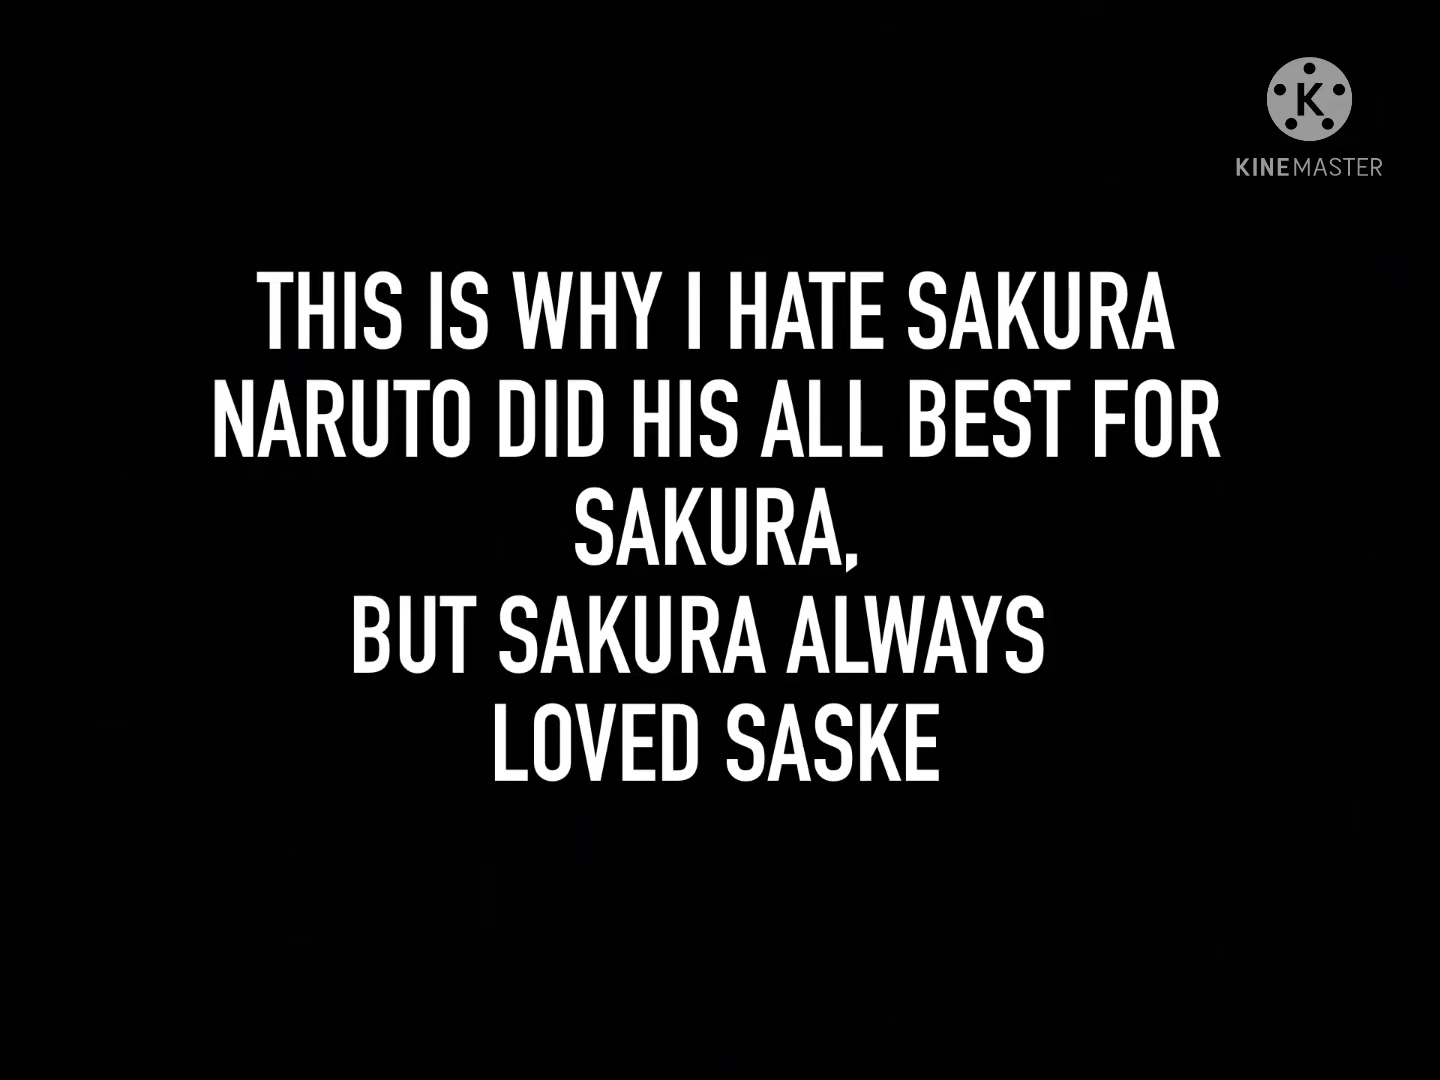 K
KINEMASTER
THIS IS WHY I HATE SAKURA
NARUTO DID HIS ALL BEST FOR
SAKURA,
BUT SAKURA ALWAYS
LOVED SASKE